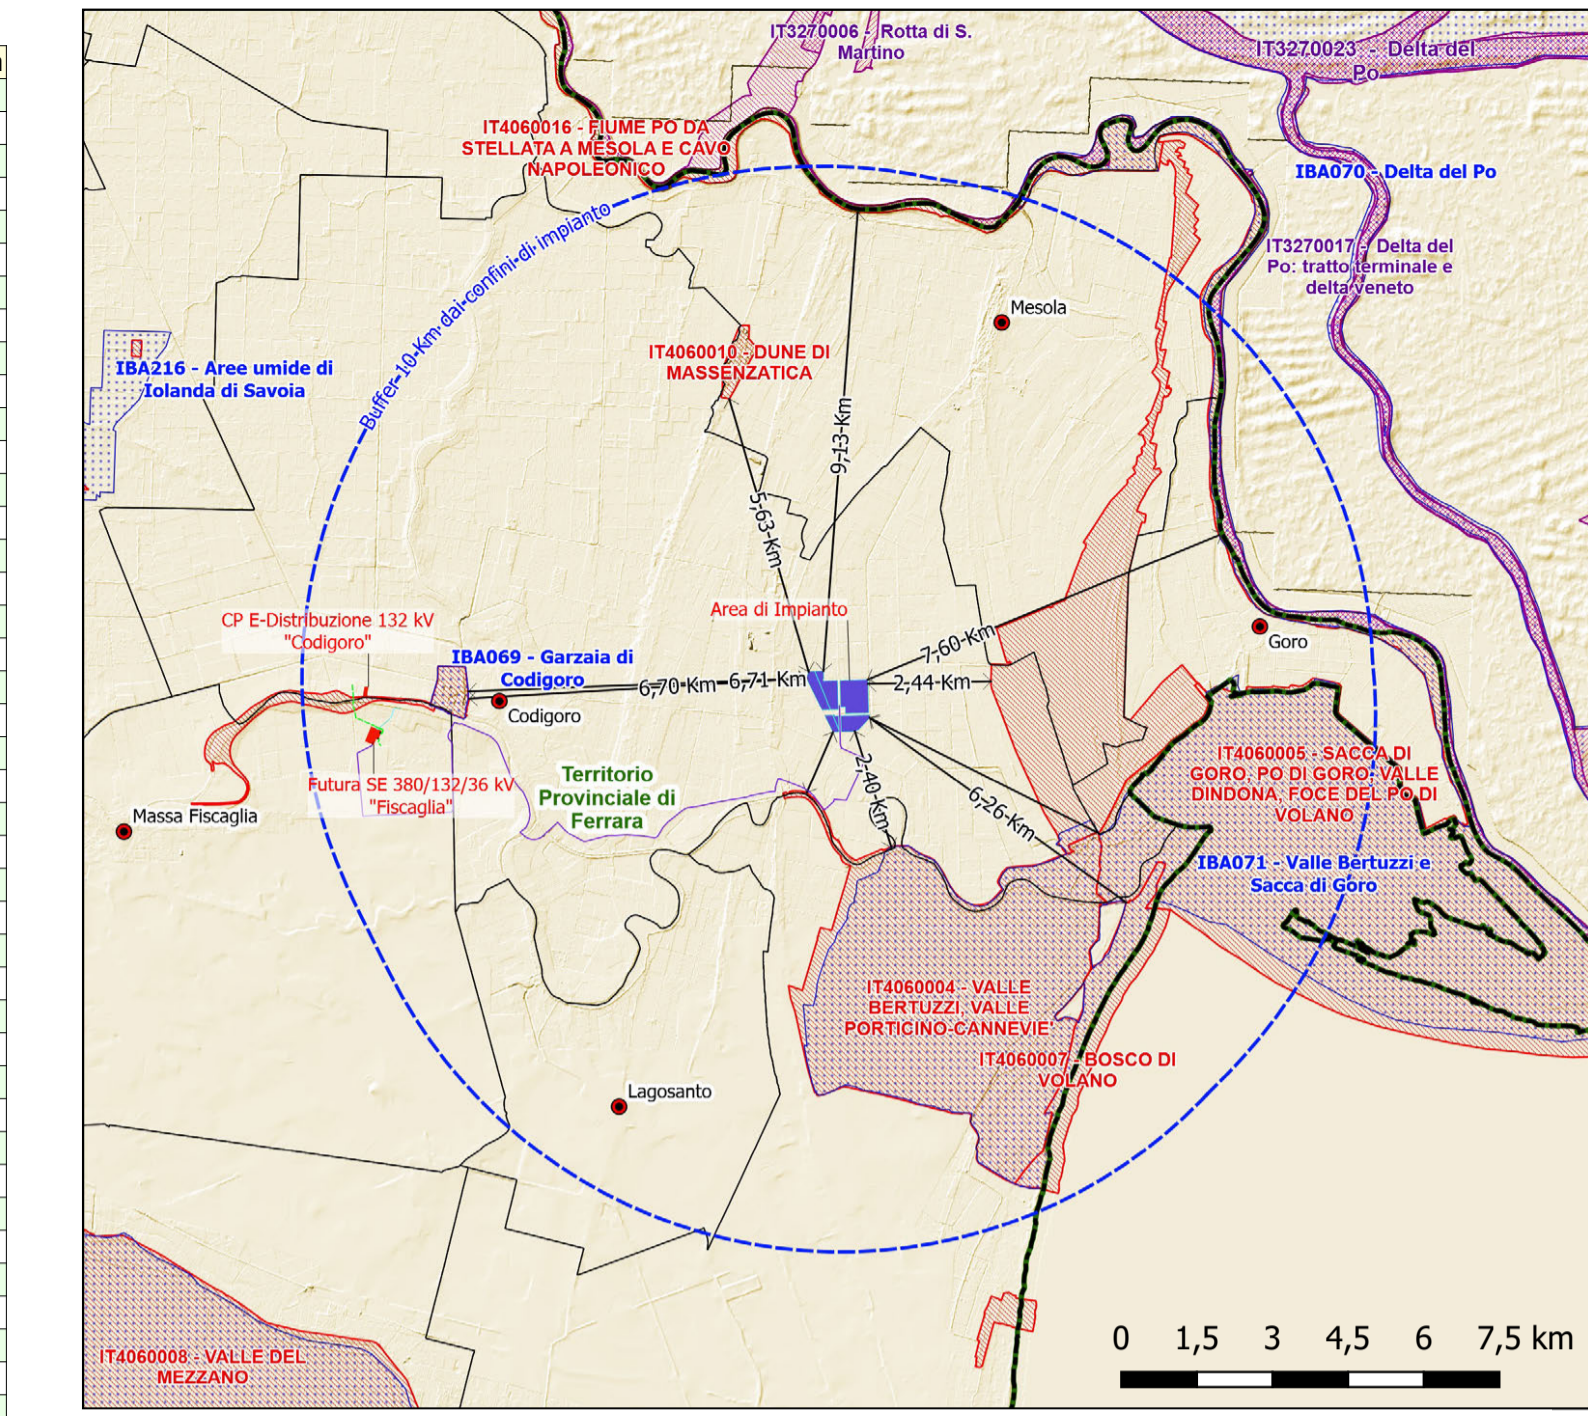 IT3270006 - Rotta di S.
Martino
IT3270023 - Delta del
Po
IT4060016 - FIUME PO DA
STELLATA A MESOLA E CAVO
NAPOLEONICO
IBA070 - Delta del Po
Buffer 10 Km dai confini di impianto
IT3270017 - Delta del
Po: tratto terminale e
delta veneto
Mesola
IT4060010 - DUNE DI
MASSENZATICA
IBA216 - Aree umide di
Iolanda di Savoia
9,13 Km
5,63 Km
CP E-Distribuzione 132 kV
"Codigoro"
Area di Impianto
7,60 Km
Goro
IBA069 - Garzaia di
Codigoro
6,70 Km
6,71 Km
2,44 Km
Codigoro
Futura SE 380/132/36 kV
"Fiscaglia"
Territorio
Provinciale di
Ferrara
2,40 Km
6,26 Km
IT4060005 - SACCA DI
GORO, PO DI GORO, VALLE
DINDONA, FOCE DEL PO DI
VOLANO
Massa Fiscaglia
IBA071 - Valle Bertuzzi e
Sacca di Goro
IT4060004 - VALLE
BERTUZZI, VALLE
PORTICINO-CANNEVIE'
IT4060007 - BOSCO DI
VOLANO
Lagosanto
IT4060008 - VALLE DEL
MEZZANO
0 1,5 3 4,5 6 7,5 km